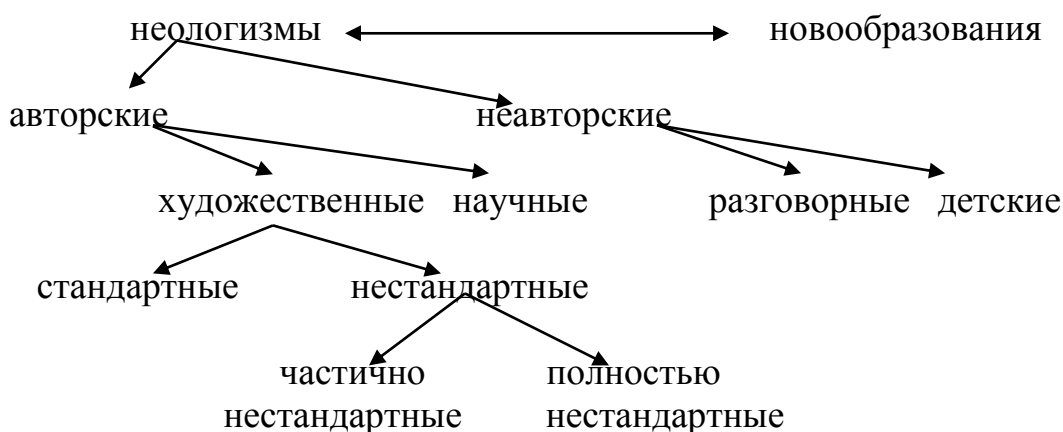 неологизмы новообразования
авторские неавторские
художественные научные разговорные детские
стандартные нестандартные
частично полностью
нестандартные нестандартные